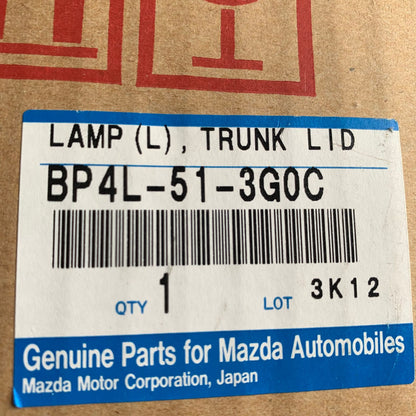 LAMP (L), TRUNK LID
BP4L-51-3G0C
QTY 1 LOT 3K12
Genuine Parts for Mazda Automobiles
Mazda Motor Corporation, Japan